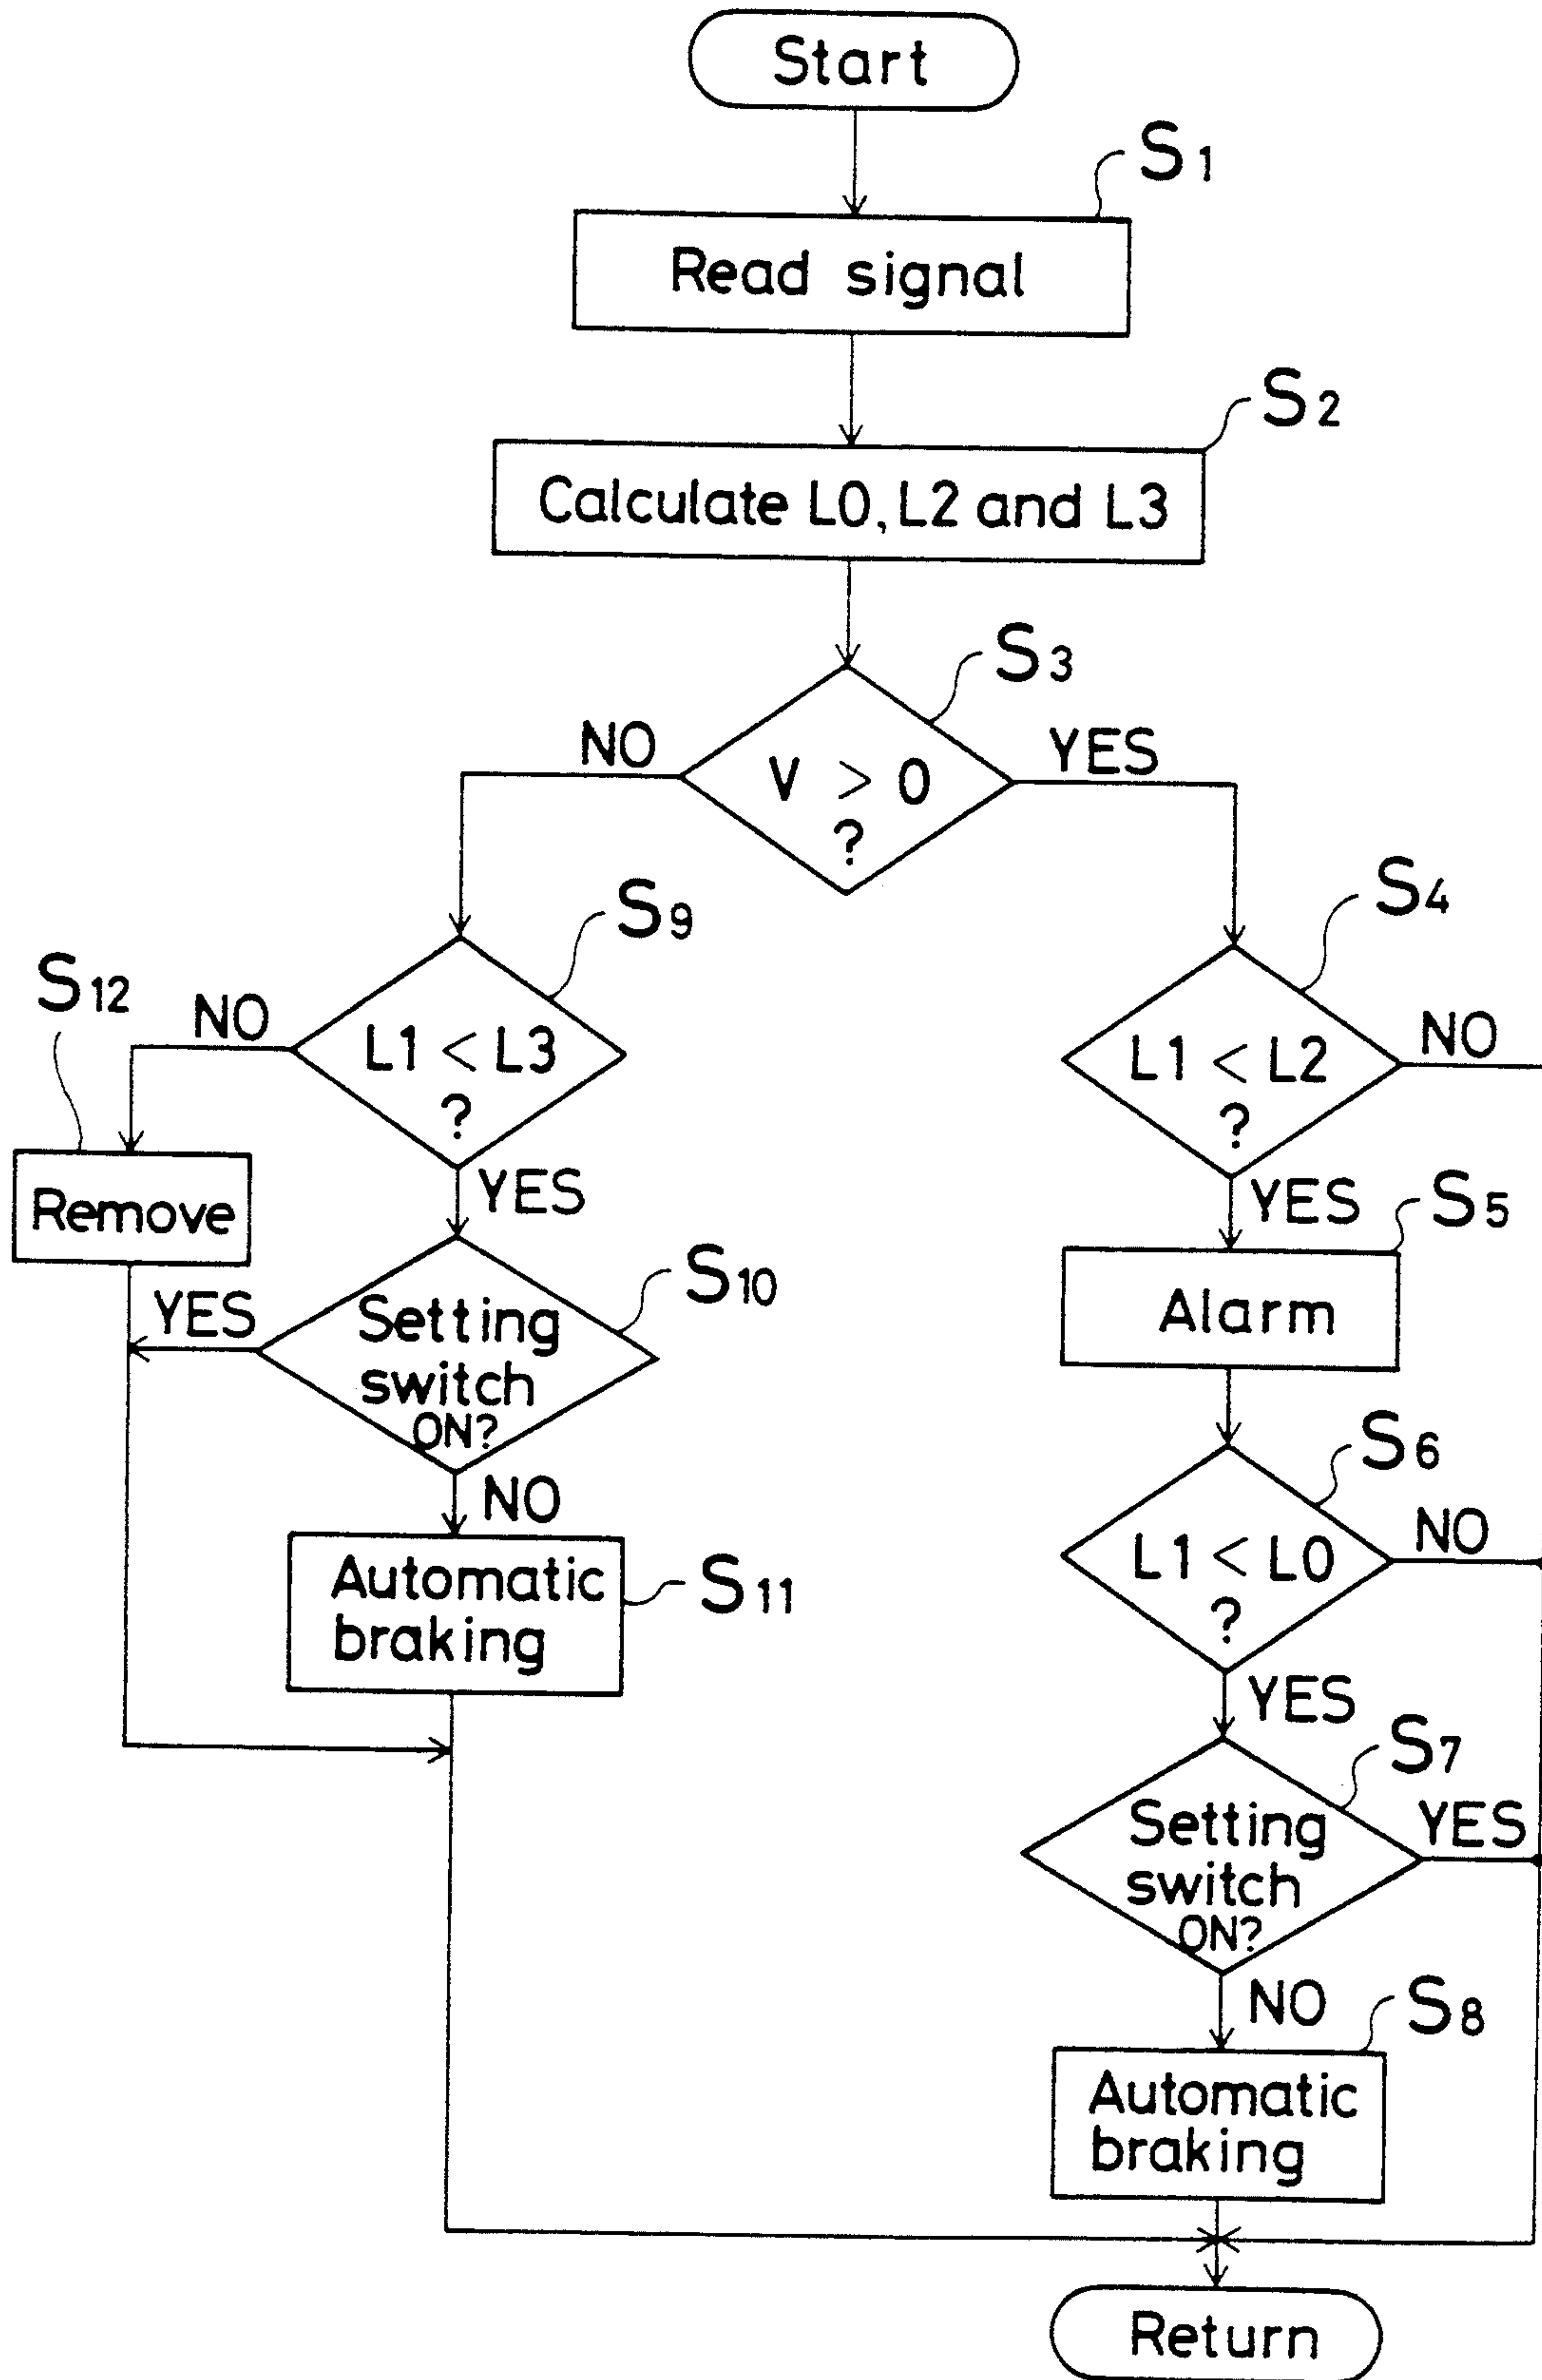 Start
S1
Read signal
S2
Calculate L0, L2 and L3
S3
NO
V > 0
?
YES
S9
S12
NO
L1 < L3
?
YES
Remove
S10
YES
Setting
switch
ON?
NO
Automatic
braking
S11
S4
L1 < L2
?
NO
YES
S5
Alarm
S6
L1 < L0
?
NO
YES
S7
Setting
switch
ON?
YES
NO
S8
Automatic
braking
Return